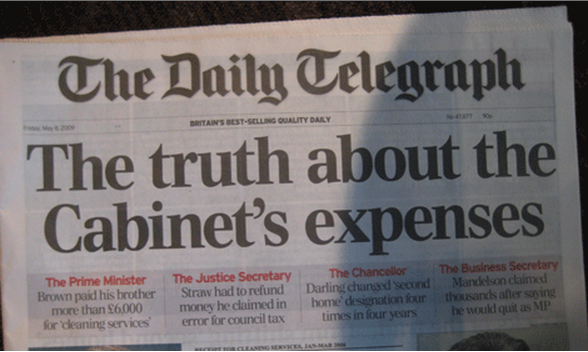 The Daily Telegraph
Friday, May 8, 2009
BRITAIN'S BEST-SELLING QUALITY DAILY
No 47,877 90p
The truth about the
Cabinet's expenses
The Prime Minister
Brown paid his brother
more than £6,000
for 'cleaning services'
The Justice Secretary
Straw had to refund
money he claimed in
error for council tax
The Chancellor
Darling changed 'second
home' designation four
times in four years
The Business Secretary
Mandelson claimed
thousands after saying
he would quit as MP
RECEIPT FOR CLEANING SERVICES, JAN-MAR 2006